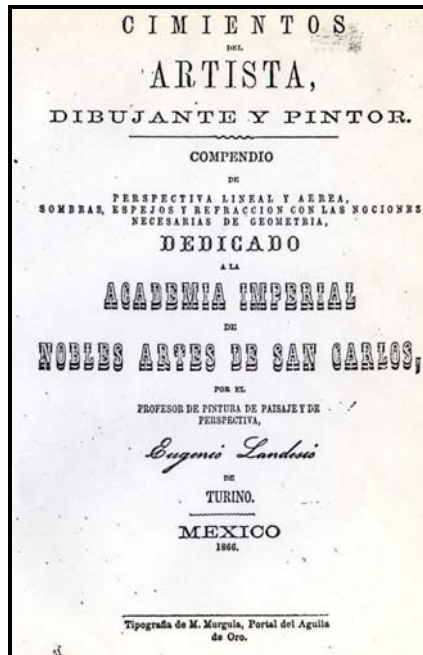 CIMIENTOS
DEL
ARTISTA,
DIBUJANTE Y PINTOR.
COMPENDIO
DE
PERSPECTIVA LINEAL Y AEREA,
SOMBRAS, ESPEJOS Y REFRACCION CON LAS NOCIONES
NECESARIAS DE GEOMETRIA,
DEDICADO
A LA
ACADEMIA IMPERIAL
DE
NOBLES ARTES DE SAN CARLOS,
POR EL
PROFESOR DE PINTURA DE PAISAJE Y DE
PERSPECTIVA,
Eugenio Landesio
DE
TURINO.
MEXICO
1866.
Tipografia de M. Murguia, Portal del Aguila
de Oro.